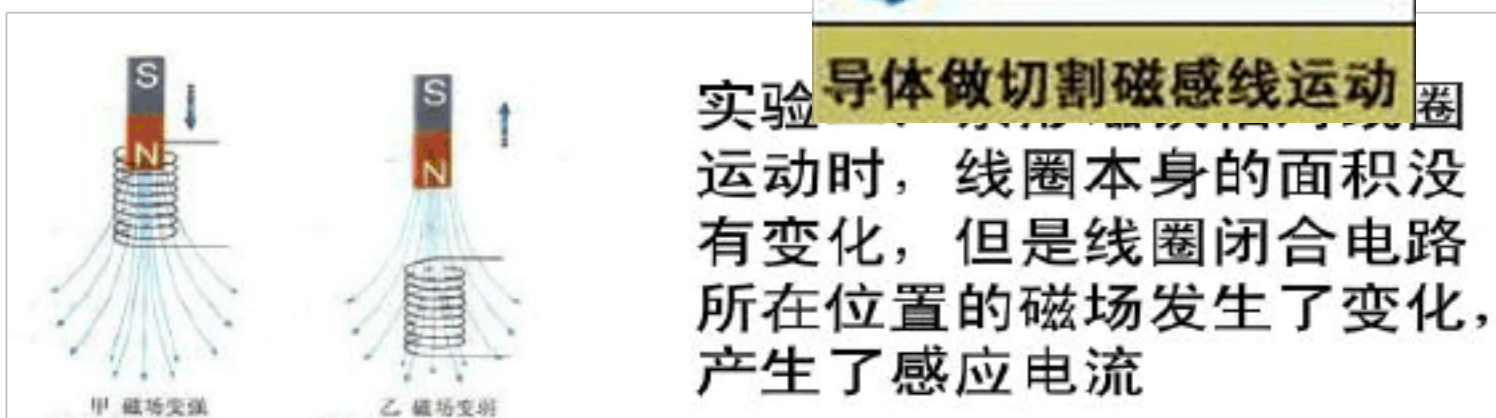 S
N
甲 磁场变强
S
N
乙 磁场变弱
导体做切割磁感线运动
实验 圈
运动时，线圈本身的面积没
有变化，但是线圈闭合电路
所在位置的磁场发生了变化，
产生了感应电流